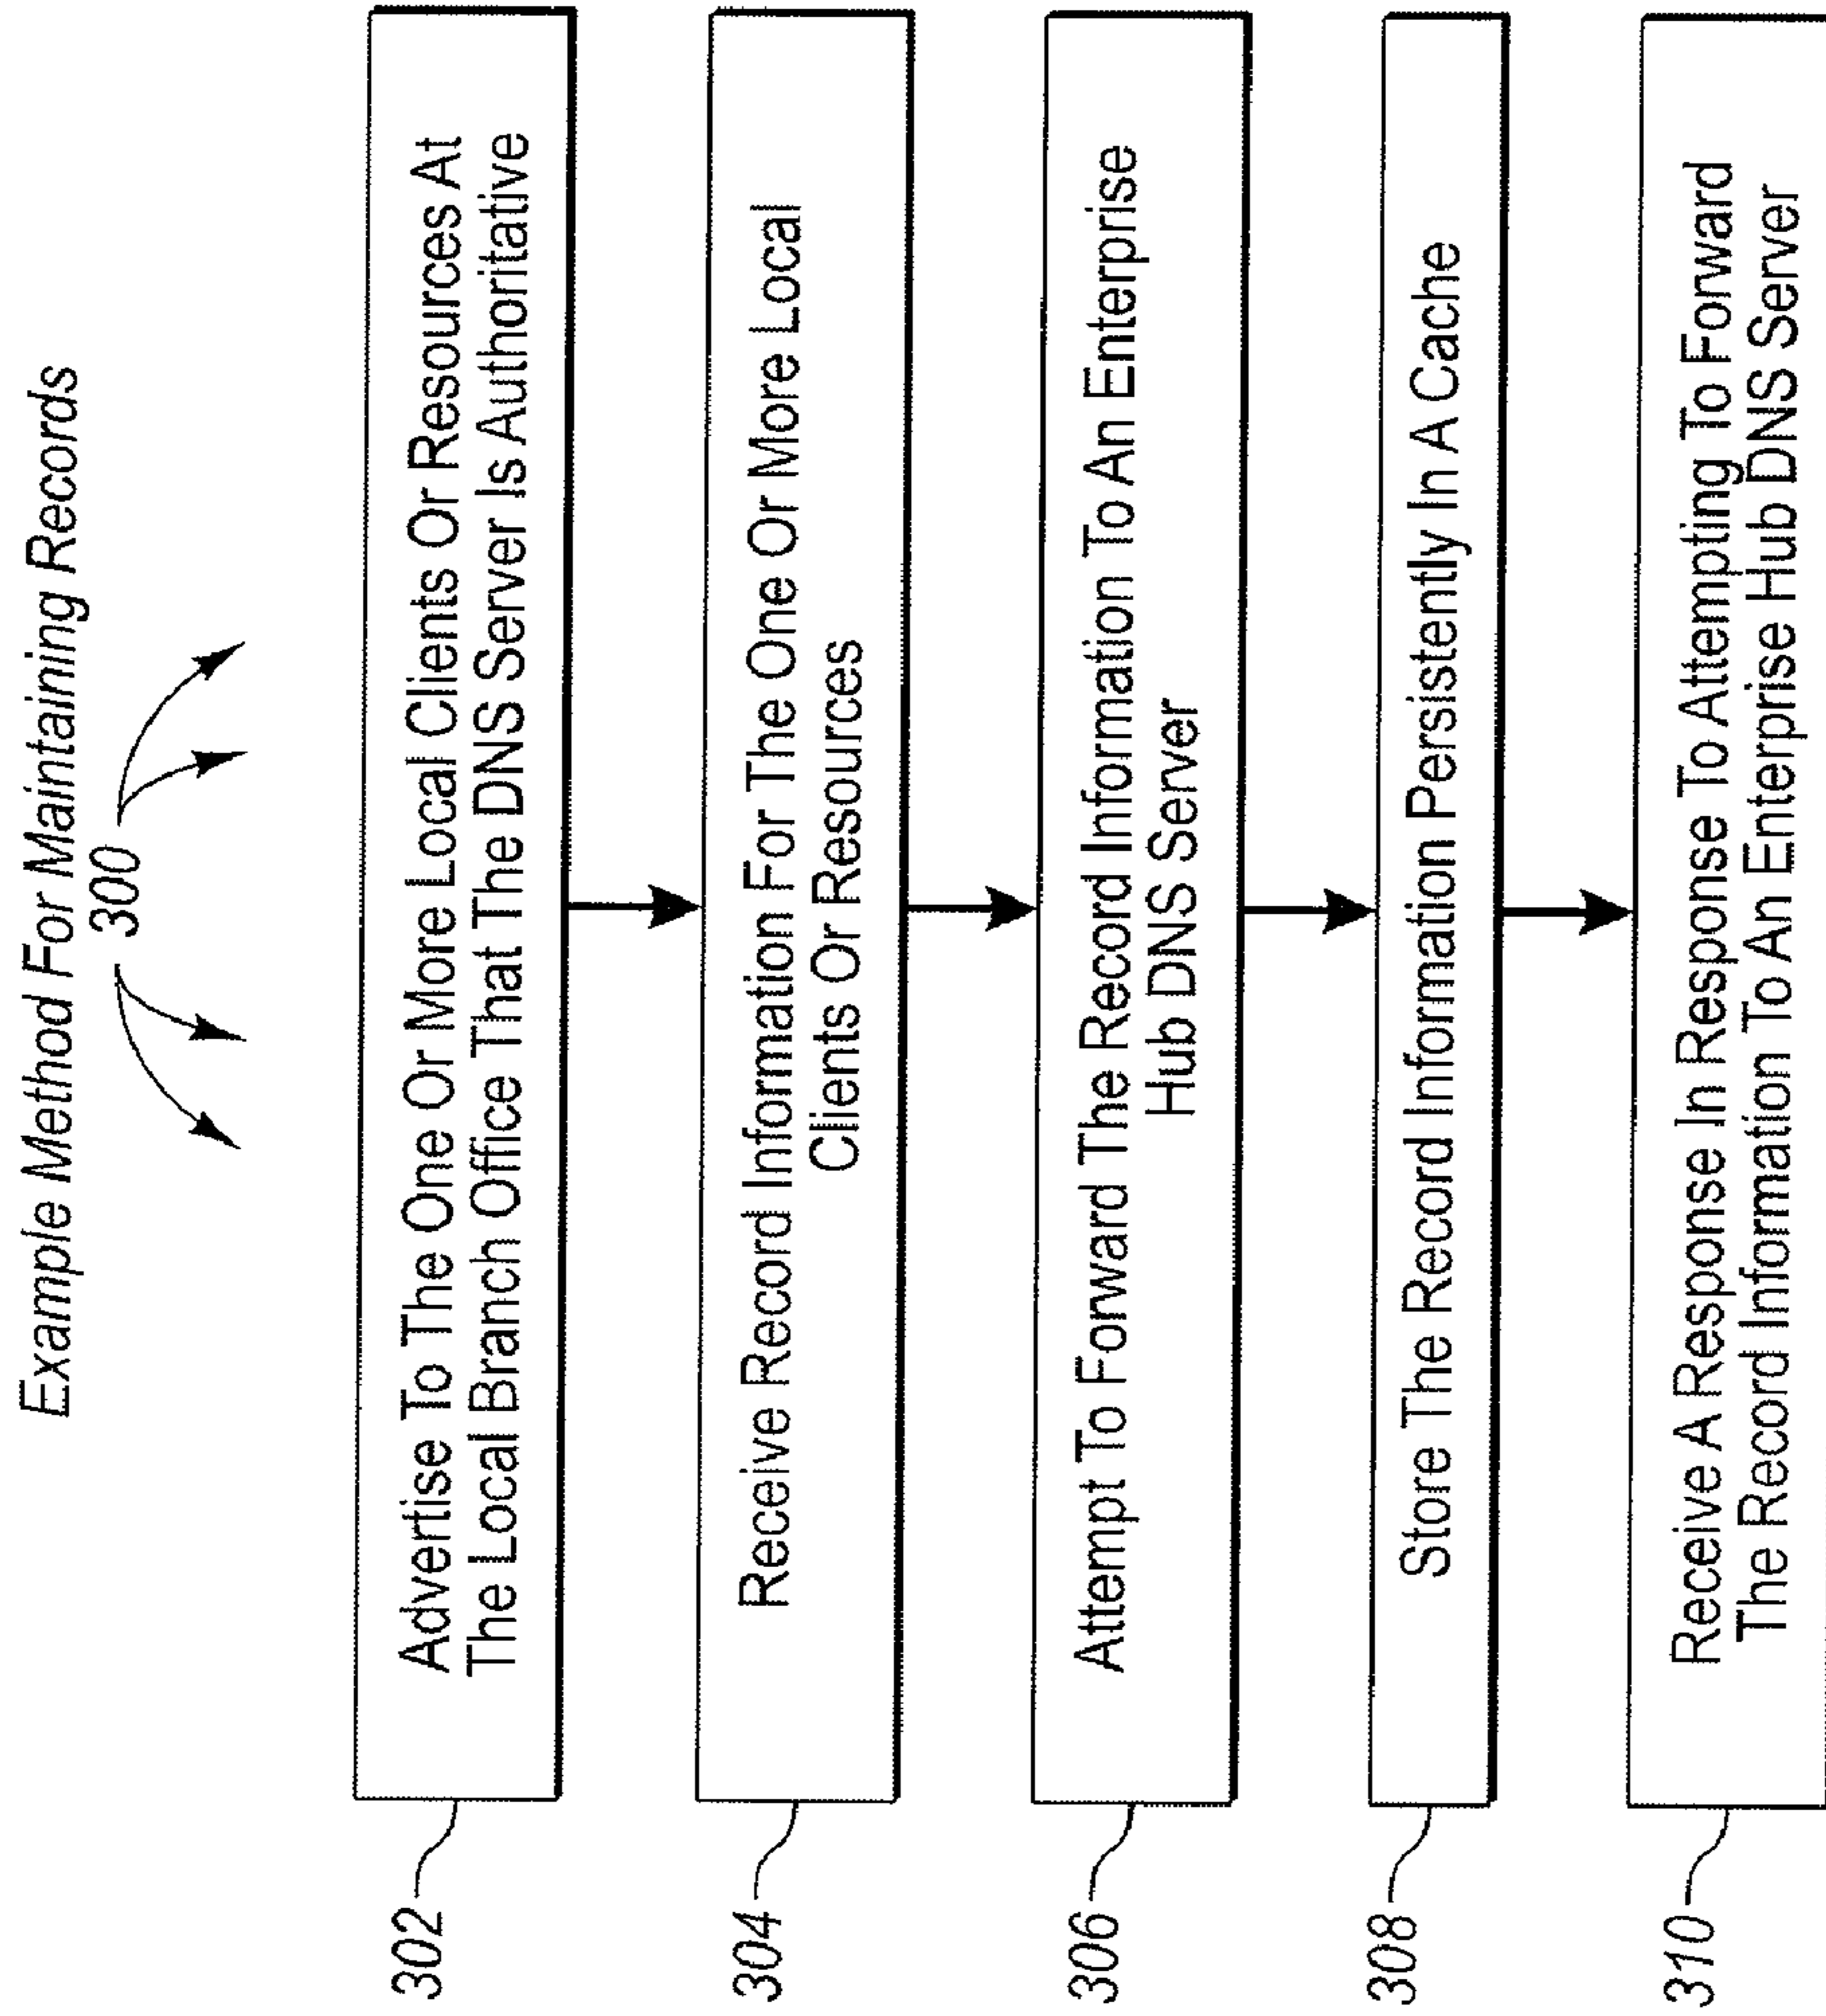 Example Method For Maintaining Records
300
302
Advertise To The One Or More Local Clients Or Resources At
The Local Branch Office That The DNS Server Is Authoritative
304
Receive Record Information For The One Or More Local
Clients Or Resources
306
Attempt To Forward The Record Information To An Enterprise
Hub DNS Server
308
Store The Record Information Persistently In A Cache
310
Receive A Response In Response To Attempting To Forward
The Record Information To An Enterprise Hub DNS Server